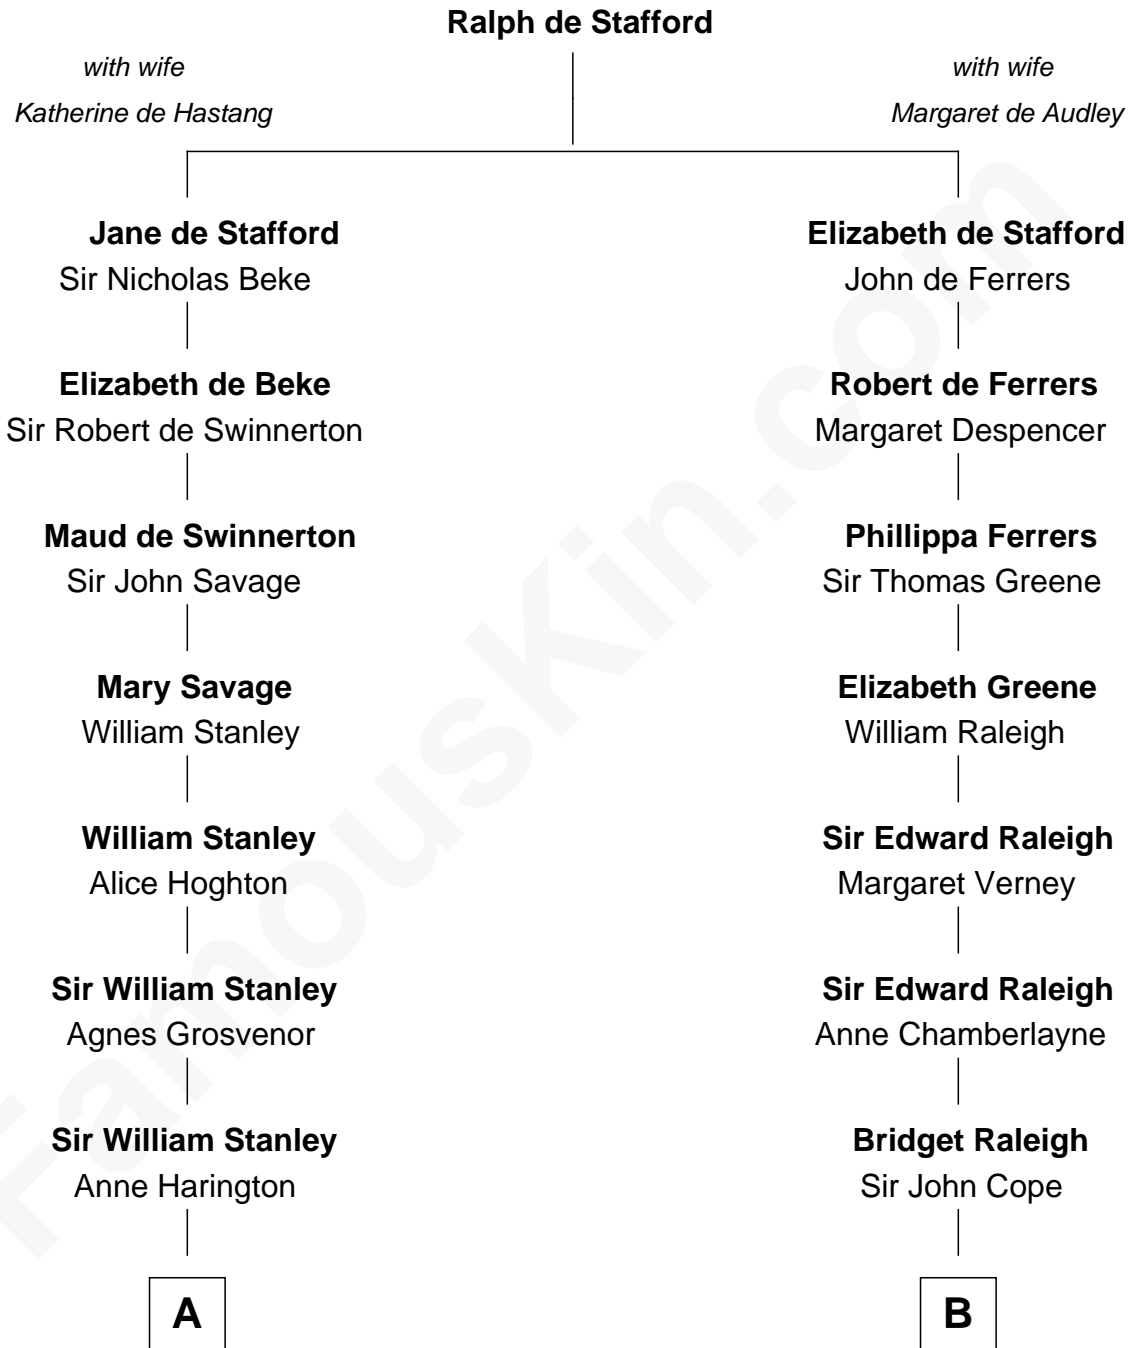 Ralph de Stafford
with wife
Katherine de Hastang
with wife
Margaret de Audley
Jane de Stafford
Sir Nicholas Beke
Elizabeth de Stafford
John de Ferrers
Elizabeth de Beke
Sir Robert de Swinnerton
Robert de Ferrers
Margaret Despencer
Maud de Swinnerton
Sir John Savage
Phillippa Ferrers
Sir Thomas Greene
Mary Savage
William Stanley
Elizabeth Greene
William Raleigh
William Stanley
Alice Hoghton
Sir Edward Raleigh
Margaret Verney
Sir William Stanley
Agnes Grosvenor
Sir Edward Raleigh
Anne Chamberlayne
Sir William Stanley
Anne Harington
Bridget Raleigh
Sir John Cope
A
B
FamousKin.com